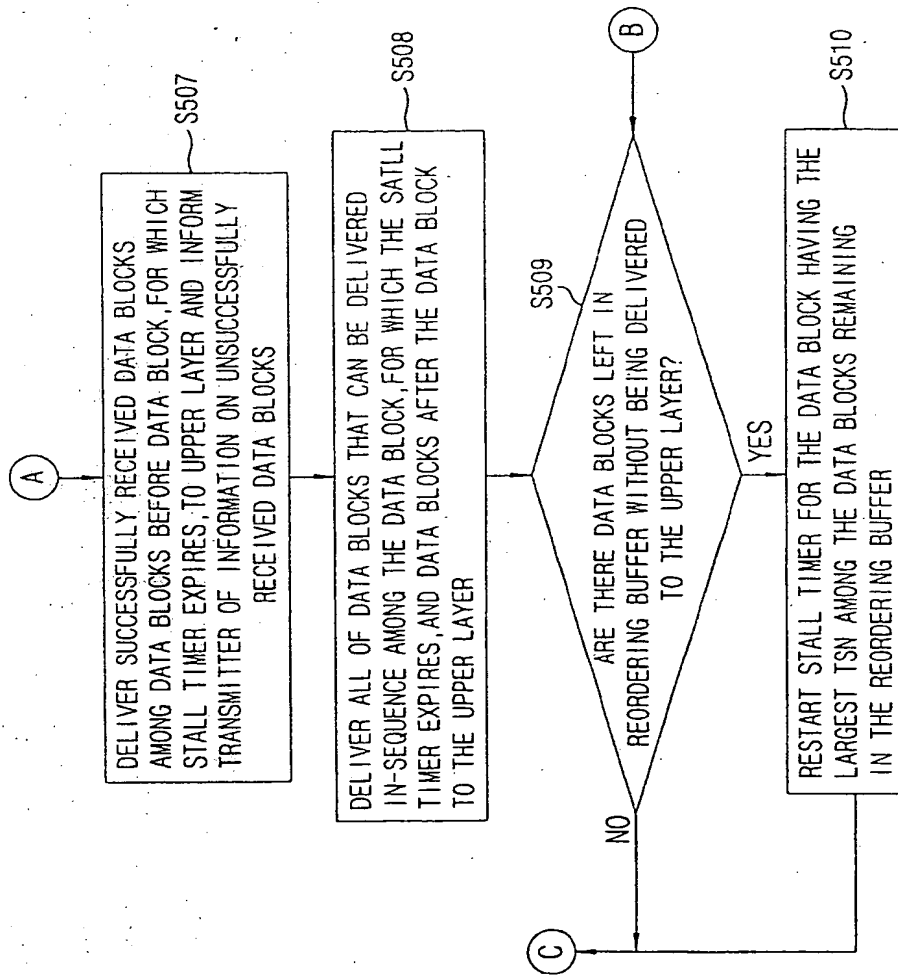 A
DELIVER SUCCESSFULLY RECEIVED DATA BLOCKS
AMONG DATA BLOCKS BEFORE DATA BLOCK, FOR WHICH
STALL TIMER EXPIRES, TO UPPER LAYER AND INFORM
TRANSMITTER OF INFORMATION ON UNSUCCESSFULLY
RECEIVED DATA BLOCKS
S507
DELIVER ALL OF DATA BLOCKS THAT CAN BE DELIVERED
IN-SEQUENCE AMONG THE DATA BLOCK, FOR WHICH THE SATLL
TIMER EXPIRES, AND DATA BLOCKS AFTER THE DATA BLOCK
TO THE UPPER LAYER
S508
S509
ARE THERE DATA BLOCKS LEFT IN
REORDERING BUFFER WITHOUT BEING DELIVERED
TO THE UPPER LAYER?
B
NO
YES
C
RESTART STALL TIMER FOR THE DATA BLOCK HAVING THE
LARGEST TSN AMONG THE DATA BLOCKS REMAINING
IN THE REORDERING BUFFER
S510